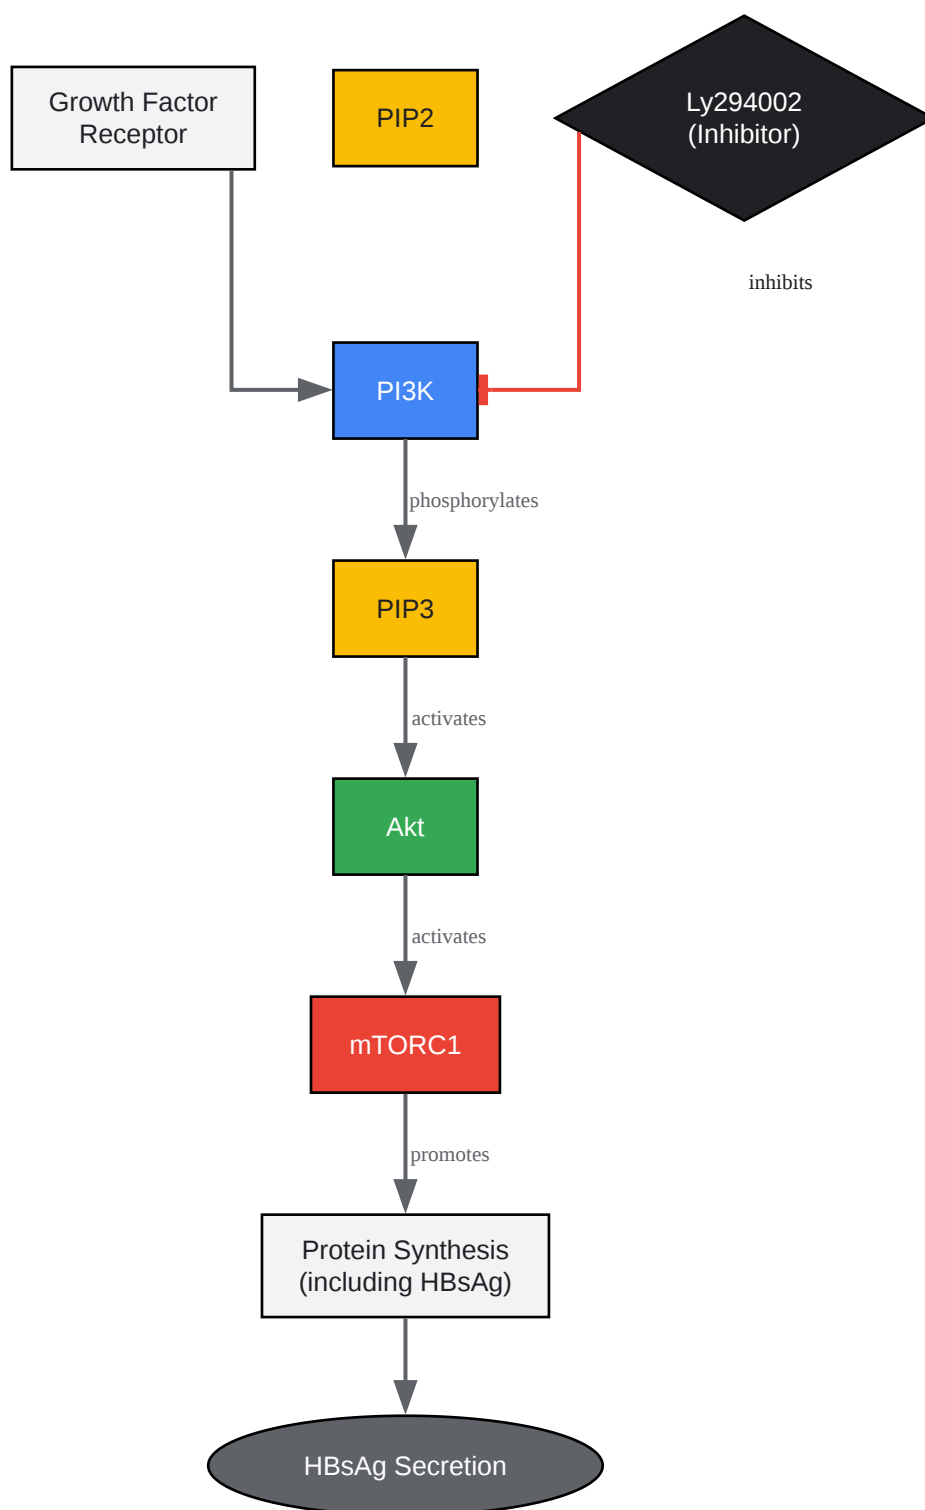 Growth Factor
Receptor
PIP2
Ly294002
(Inhibitor)
inhibits
PI3K
phosphorylates
PIP3
activates
Akt
activates
mTORC1
promotes
Protein Synthesis
(including HBsAg)
HBsAg Secretion